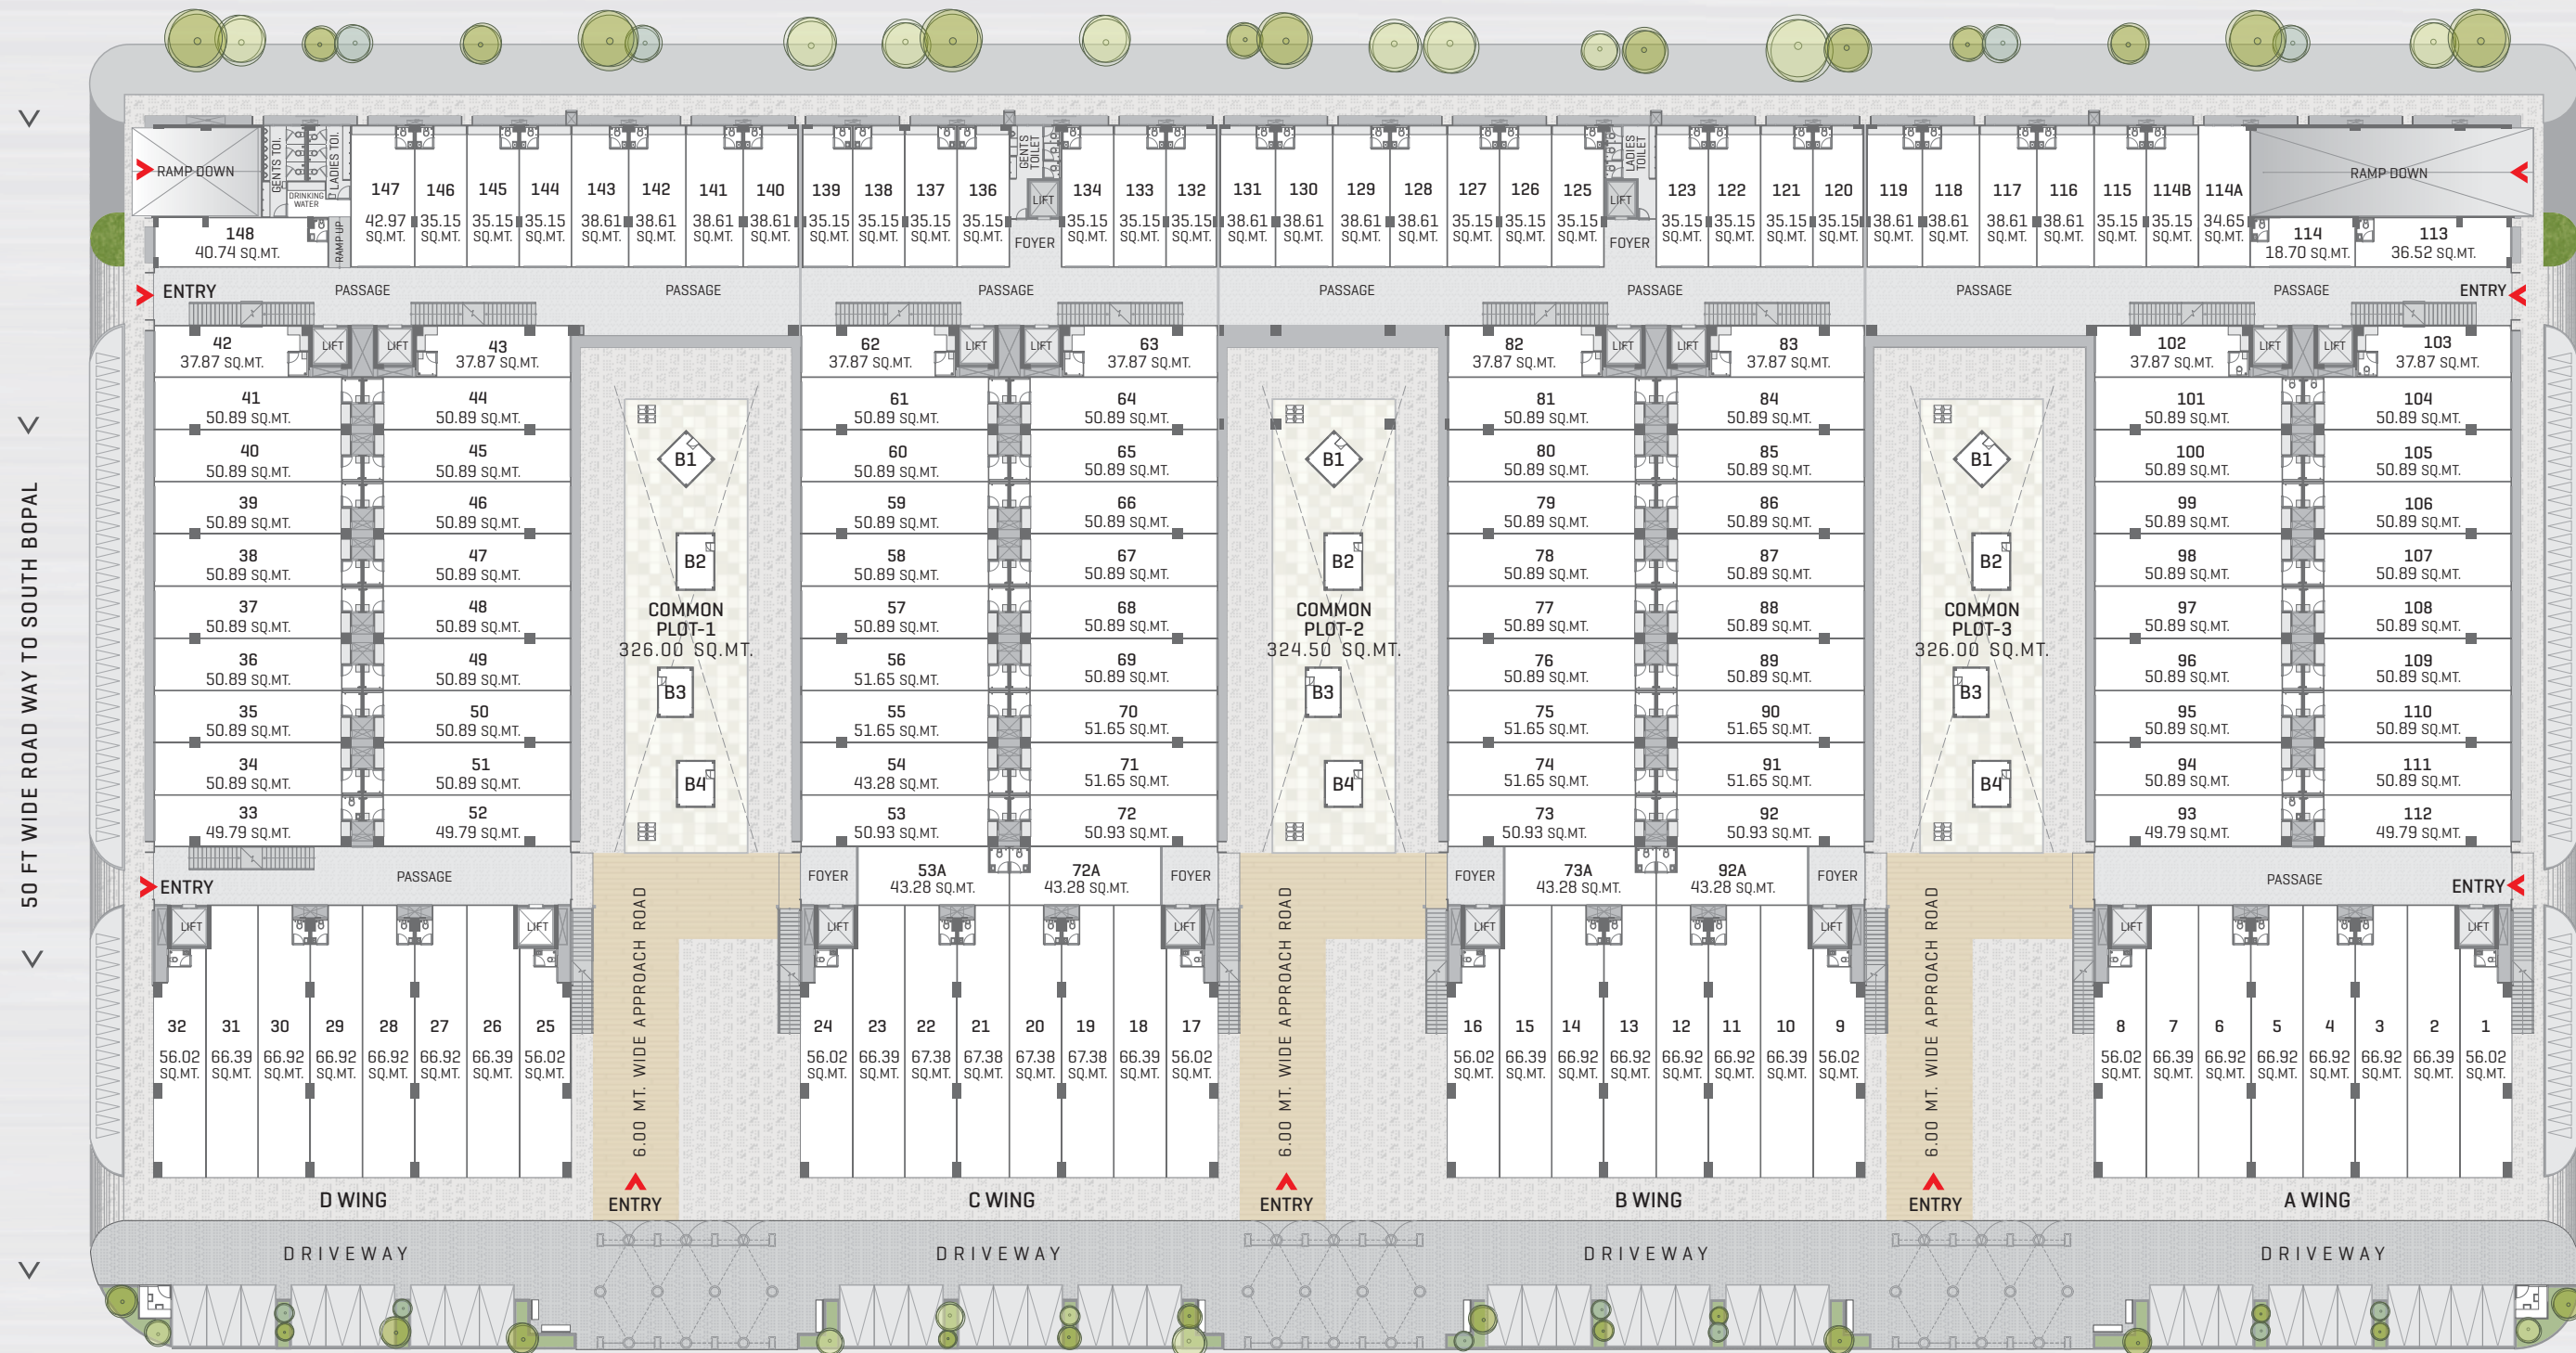 RAMP DOWN
GENTS TOI.
DRINKING
WATER
LADIES TOI.
RAMP UP
148
40.74 SQ.MT.
147
42.97
SQ.MT.
146
35.15
SQ.MT.
145
35.15
SQ.MT.
144
35.15
SQ.MT.
143
38.61
SQ.MT.
142
38.61
SQ.MT.
141
38.61
SQ.MT.
140
38.61
SQ.MT.
139
35.15
SQ.MT.
138
35.15
SQ.MT.
137
35.15
SQ.MT.
136
35.15
SQ.MT.
GENTS
TOILET
LIFT
FOYER
134
35.15
SQ.MT.
133
35.15
SQ.MT.
132
35.15
SQ.MT.
131
38.61
SQ.MT.
130
38.61
SQ.MT.
129
38.61
SQ.MT.
128
38.61
SQ.MT.
127
35.15
SQ.MT.
126
35.15
SQ.MT.
125
35.15
SQ.MT.
LADIES
TOILET
LIFT
FOYER
123
35.15
SQ.MT.
122
35.15
SQ.MT.
121
35.15
SQ.MT.
120
35.15
SQ.MT.
119
38.61
SQ.MT.
118
38.61
SQ.MT.
117
38.61
SQ.MT.
116
38.61
SQ.MT.
115
35.15
SQ.MT.
114B
35.15
SQ.MT.
114A
34.65
SQ.MT.
RAMP DOWN
114
18.70 SQ.MT.
113
36.52 SQ.MT.
ENTRY
PASSAGE
PASSAGE
PASSAGE
PASSAGE
PASSAGE
PASSAGE
PASSAGE
ENTRY
50 FT WIDE ROAD WAY TO SOUTH BOPAL
42
37.87 SQ.MT.
LIFT
LIFT
43
37.87 SQ.MT.
41
50.89 SQ.MT.
44
50.89 SQ.MT.
40
50.89 SQ.MT.
45
50.89 SQ.MT.
39
50.89 SQ.MT.
46
50.89 SQ.MT.
38
50.89 SQ.MT.
47
50.89 SQ.MT.
37
50.89 SQ.MT.
48
50.89 SQ.MT.
36
50.89 SQ.MT.
49
50.89 SQ.MT.
35
50.89 SQ.MT.
50
50.89 SQ.MT.
34
50.89 SQ.MT.
51
50.89 SQ.MT.
33
49.79 SQ.MT.
52
49.79 SQ.MT.
B1
B2
COMMON
PLOT-1
326.00 SQ.MT.
B3
B4
62
37.87 SQ.MT.
LIFT
LIFT
63
37.87 SQ.MT.
61
50.89 SQ.MT.
64
50.89 SQ.MT.
60
50.89 SQ.MT.
65
50.89 SQ.MT.
59
50.89 SQ.MT.
66
50.89 SQ.MT.
58
50.89 SQ.MT.
67
50.89 SQ.MT.
57
50.89 SQ.MT.
68
50.89 SQ.MT.
56
51.65 SQ.MT.
69
50.89 SQ.MT.
55
51.65 SQ.MT.
70
51.65 SQ.MT.
54
43.28 SQ.MT.
71
51.65 SQ.MT.
53
50.93 SQ.MT.
72
50.93 SQ.MT.
B1
B2
COMMON
PLOT-2
324.50 SQ.MT.
B3
B4
82
37.87 SQ.MT.
LIFT
LIFT
83
37.87 SQ.MT.
81
50.89 SQ.MT.
84
50.89 SQ.MT.
80
50.89 SQ.MT.
85
50.89 SQ.MT.
79
50.89 SQ.MT.
86
50.89 SQ.MT.
78
50.89 SQ.MT.
87
50.89 SQ.MT.
77
50.89 SQ.MT.
88
50.89 SQ.MT.
76
50.89 SQ.MT.
89
50.89 SQ.MT.
75
51.65 SQ.MT.
90
51.65 SQ.MT.
74
51.65 SQ.MT.
91
51.65 SQ.MT.
73
50.93 SQ.MT.
92
50.93 SQ.MT.
B1
B2
COMMON
PLOT-3
326.00 SQ.MT.
B3
B4
102
37.87 SQ.MT.
LIFT
LIFT
103
37.87 SQ.MT.
101
50.89 SQ.MT.
104
50.89 SQ.MT.
100
50.89 SQ.MT.
105
50.89 SQ.MT.
99
50.89 SQ.MT.
106
50.89 SQ.MT.
98
50.89 SQ.MT.
107
50.89 SQ.MT.
97
50.89 SQ.MT.
108
50.89 SQ.MT.
96
50.89 SQ.MT.
109
50.89 SQ.MT.
95
50.89 SQ.MT.
110
50.89 SQ.MT.
94
50.89 SQ.MT.
111
50.89 SQ.MT.
93
49.79 SQ.MT.
112
49.79 SQ.MT.
ENTRY
PASSAGE
FOYER
53A
43.28 SQ.MT.
72A
43.28 SQ.MT.
FOYER
FOYER
73A
43.28 SQ.MT.
92A
43.28 SQ.MT.
FOYER
PASSAGE
ENTRY
LIFT
LIFT
32
56.02
SQ.MT.
31
66.39
SQ.MT.
30
66.92
SQ.MT.
29
66.92
SQ.MT.
28
66.92
SQ.MT.
27
66.92
SQ.MT.
26
66.39
SQ.MT.
25
56.02
SQ.MT.
6.00 MT. WIDE APPROACH ROAD
LIFT
LIFT
24
56.02
SQ.MT.
23
66.39
SQ.MT.
22
67.38
SQ.MT.
21
67.38
SQ.MT.
20
67.38
SQ.MT.
19
67.38
SQ.MT.
18
66.39
SQ.MT.
17
56.02
SQ.MT.
6.00 MT. WIDE APPROACH ROAD
LIFT
LIFT
16
56.02
SQ.MT.
15
66.39
SQ.MT.
14
66.92
SQ.MT.
13
66.92
SQ.MT.
12
66.92
SQ.MT.
11
66.92
SQ.MT.
10
66.39
SQ.MT.
9
56.02
SQ.MT.
6.00 MT. WIDE APPROACH ROAD
LIFT
LIFT
8
56.02
SQ.MT.
7
66.39
SQ.MT.
6
66.92
SQ.MT.
5
66.92
SQ.MT.
4
66.92
SQ.MT.
3
66.92
SQ.MT.
2
66.39
SQ.MT.
1
56.02
SQ.MT.
D WING
ENTRY
C WING
ENTRY
B WING
ENTRY
A WING
DRIVEWAY
DRIVEWAY
DRIVEWAY
DRIVEWAY